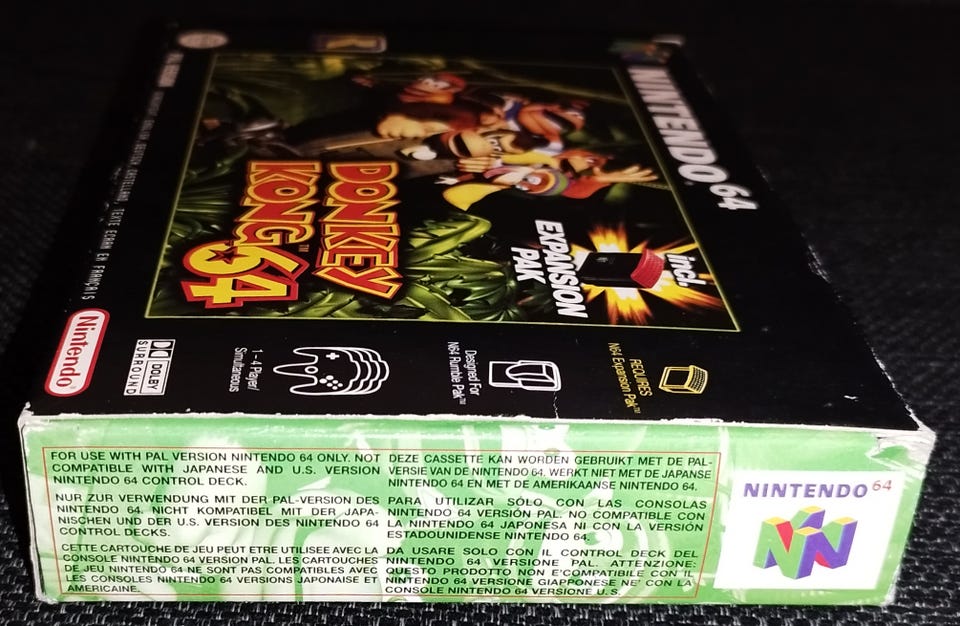 NINTENDO 64
incl.
EXPANSION
PAK
DONKEY
KONG™
64
TEXTE ECRAN EN FRANÇAIS
REQUIRES
N64 Expansion Pak™
Designed For
N64 Rumble Pak™
1-4 Player/
Simultaneous
DOLBY
SURROUND
Nintendo®
FOR USE WITH PAL VERSION NINTENDO 64 ONLY. NOT
COMPATIBLE WITH JAPANESE AND U.S. VERSION
NINTENDO 64 CONTROL DECK.
NUR ZUR VERWENDUNG MIT DER PAL-VERSION DES
NINTENDO 64. NICHT KOMPATIBEL MIT DER JAPA-
NISCHEN UND DER U.S. VERSION DES NINTENDO 64
CONTROL DECKS.
CETTE CARTOUCHE DE JEU PEUT ETRE UTILISEE AVEC LA
CONSOLE NINTENDO 64 VERSION PAL. LES CARTOUCHES
DE JEU NINTENDO 64 NE SONT PAS COMPATIBLES AVEC
LES CONSOLES NINTENDO 64 VERSIONS JAPONAISE ET
AMERICAINE.
DEZE CASSETTE KAN WORDEN GEBRUIKT MET DE PAL-
VERSIE VAN DE NINTENDO 64. WERKT NIET MET DE JAPANSE
NINTENDO 64 EN MET DE AMERIKAANSE NINTENDO 64.
PARA UTILIZAR SÓLO CON LAS CONSOLAS
NINTENDO 64 VERSIÓN PAL. NO COMPATIBLE CON
LA NINTENDO 64 JAPONESA NI CON LA VERSIÓN
ESTADOUNIDENSE NINTENDO 64.
DA USARE SOLO CON IL CONTROL DECK DEL
NINTENDO 64 VERSIONE PAL. ATTENZIONE:
QUESTO PRODOTTO NON E'COMPATIBILE CON IL
NINTENDO 64 VERSIONE GIAPPONESE NE' CON LA
CONSOLE NINTENDO 64 VERSIONE U.S.
NINTENDO 64